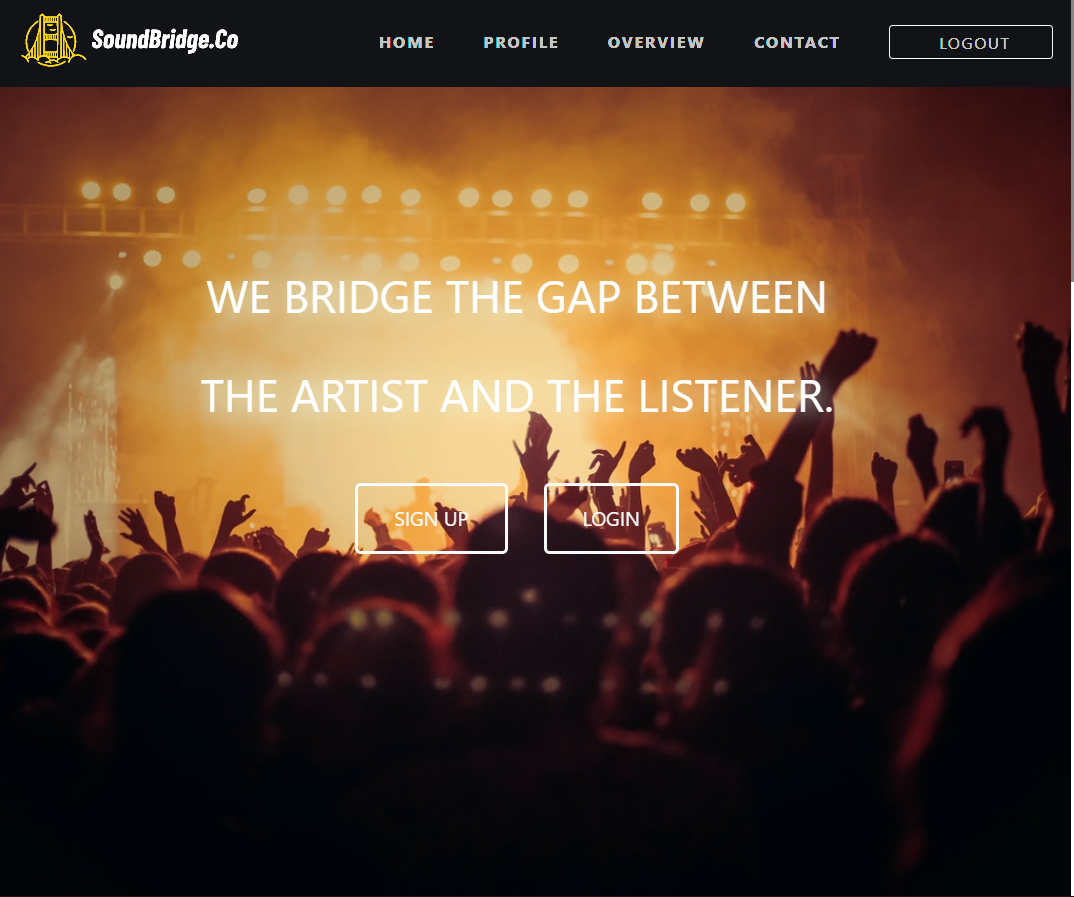 SoundBridge.Co
HOME PROFILE OVERVIEW CONTACT LOGOUT
WE BRIDGE THE GAP BETWEEN
THE ARTIST AND THE LISTENER.
SIGN UP LOGIN